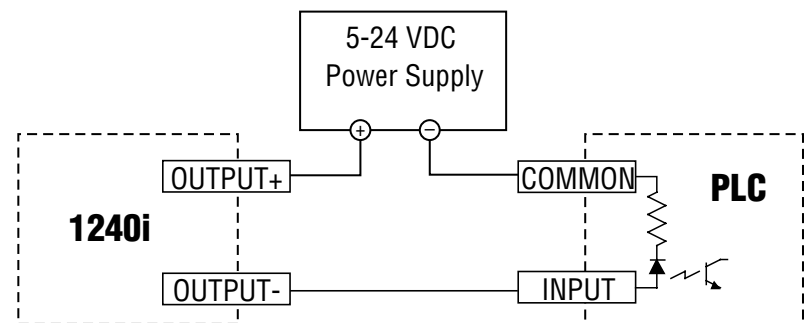 5-24 VDC
Power Supply
+ −
OUTPUT+
COMMON
PLC
1240i
OUTPUT-
INPUT